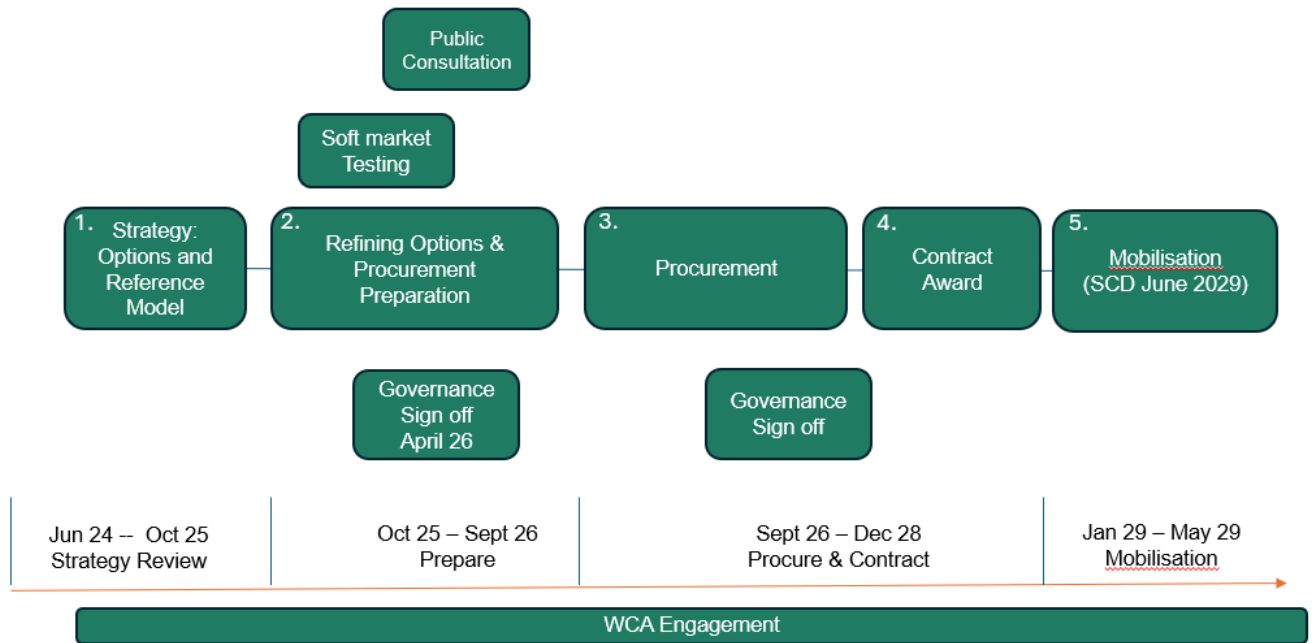 Public
Consultation
Soft market
Testing
1. Strategy:
Options and
Reference
Model
2. Refining Options &
Procurement
Preparation
3. Procurement
4. Contract
Award
5. Mobilisation
(SCD June 2029)
Governance
Sign off
April 26
Governance
Sign off
Jun 24 -- Oct 25
Strategy Review
Oct 25 – Sept 26
Prepare
Sept 26 – Dec 28
Procure & Contract
Jan 29 – May 29
Mobilisation
WCA Engagement